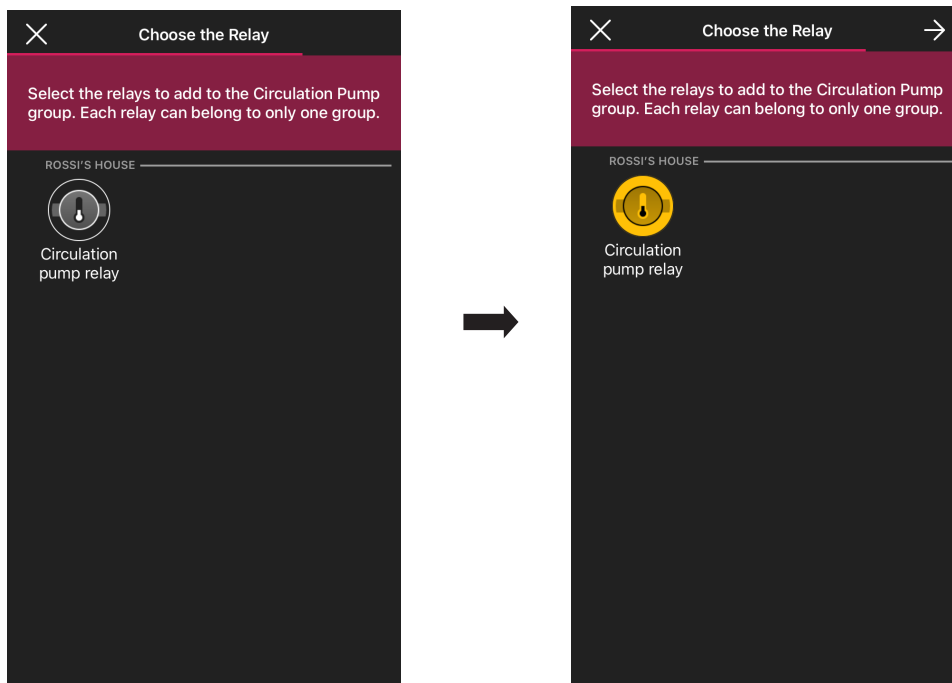 Choose the Relay
Select the relays to add to the Circulation Pump
group. Each relay can belong to only one group.
ROSSI'S HOUSE
Circulation
pump relay
Choose the Relay
Select the relays to add to the Circulation Pump
group. Each relay can belong to only one group.
ROSSI'S HOUSE
Circulation
pump relay